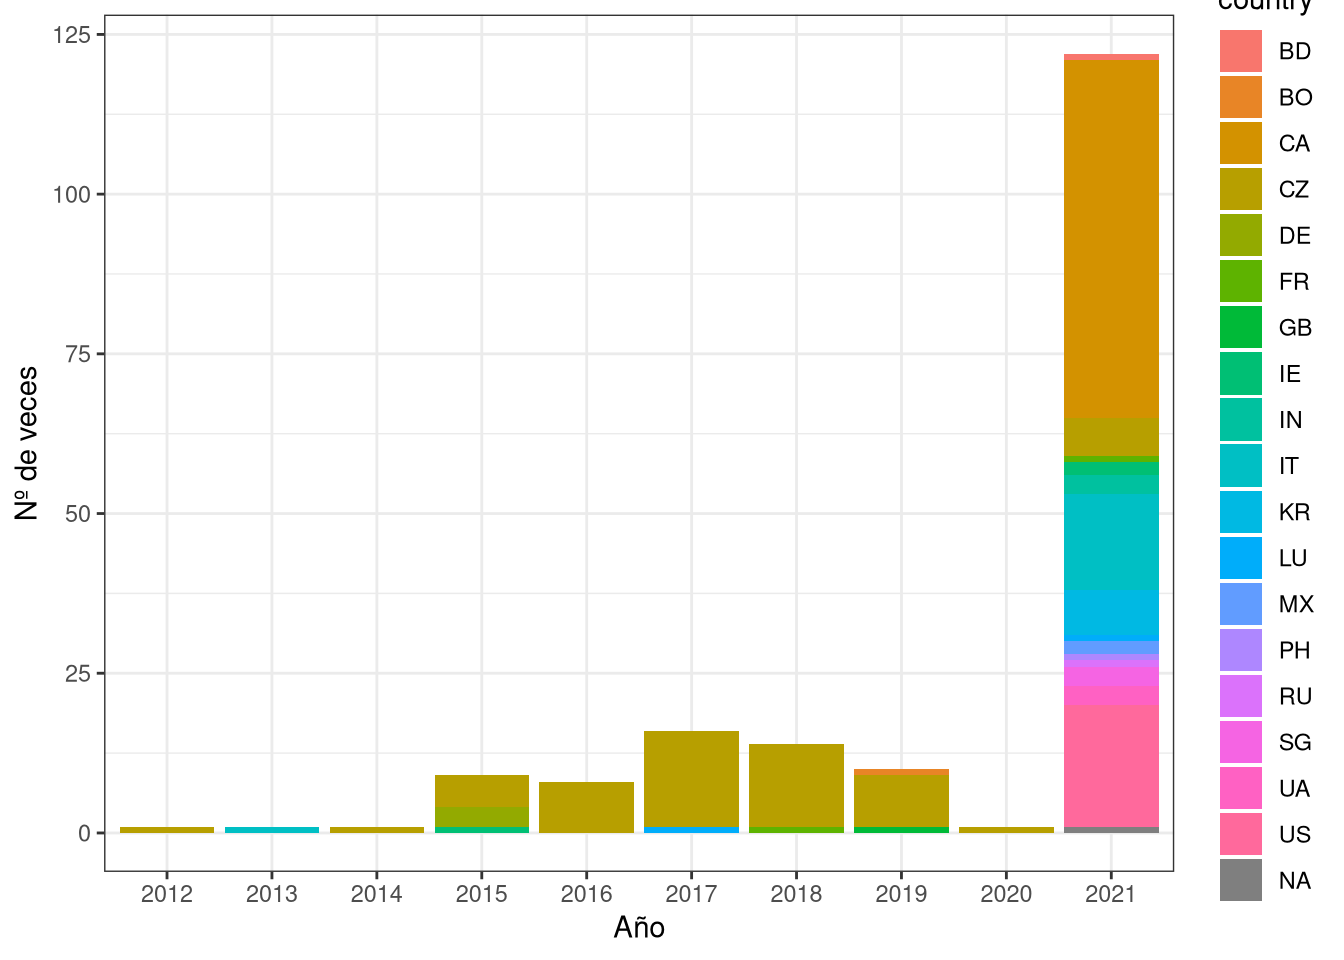 country
125
100
75
50
25
0
Nº de veces
2012 2013 2014 2015 2016 2017 2018 2019 2020 2021
Año
BD
BO
CA
CZ
DE
FR
GB
IE
IN
IT
KR
LU
MX
PH
RU
SG
UA
US
NA